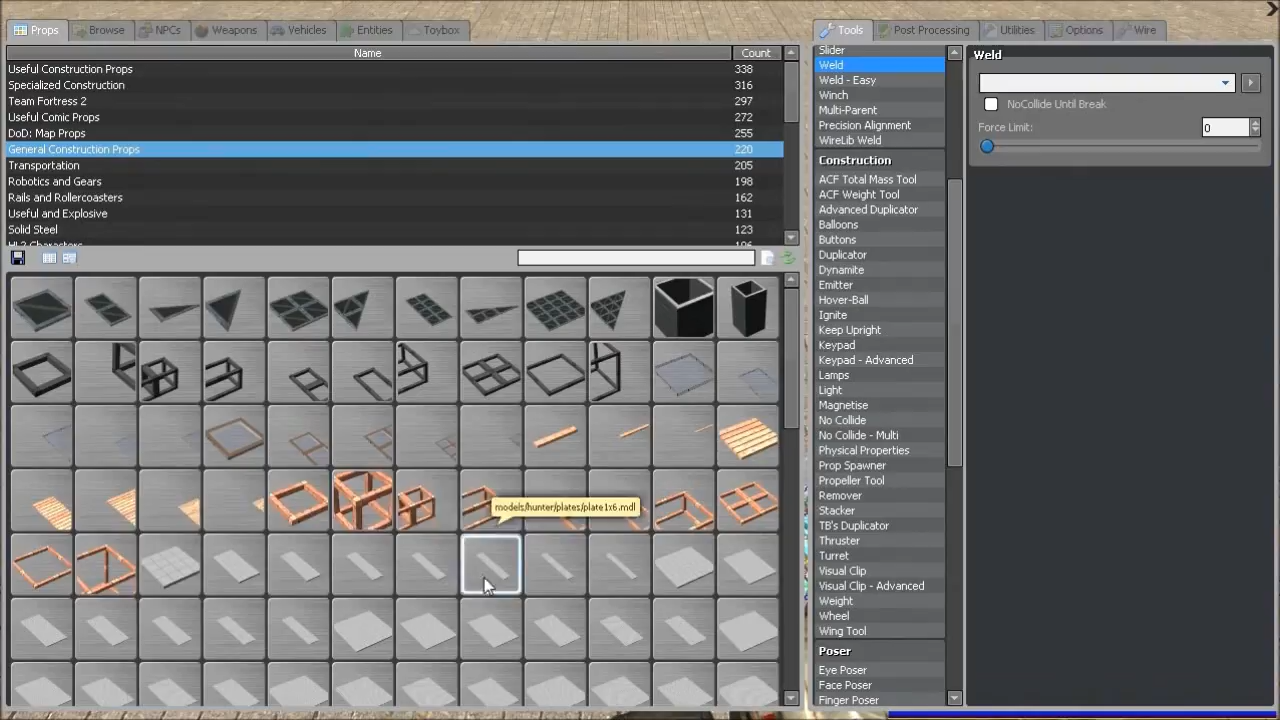 Props Browse NPCs Weapons Vehicles Entities Toybox
Name Count
Useful Construction Props 338
Specialized Construction 316
Team Fortress 2 297
Useful Comic Props 272
DoD: Map Props 255
General Construction Props 220
Transportation 205
Robotics and Gears 198
Rails and Rollercoasters 162
Useful and Explosive 131
Solid Steel 123
HL2 Characters 106
models/hunter/plates/plate1x6.mdl
Tools Post Processing Utilities Options Wire
Slider
Weld
Weld - Easy
Winch
Multi-Parent
Precision Alignment
WireLib Weld
Construction
ACF Total Mass Tool
ACF Weight Tool
Advanced Duplicator
Balloons
Buttons
Duplicator
Dynamite
Emitter
Hover-Ball
Ignite
Keep Upright
Keypad
Keypad - Advanced
Lamps
Light
Magnetise
No Collide
No Collide - Multi
Physical Properties
Prop Spawner
Propeller Tool
Remover
Stacker
TB's Duplicator
Thruster
Turret
Visual Clip
Visual Clip - Advanced
Weight
Wheel
Wing Tool
Poser
Eye Poser
Face Poser
Finger Poser
Weld
NoCollide Until Break
Force Limit: 0